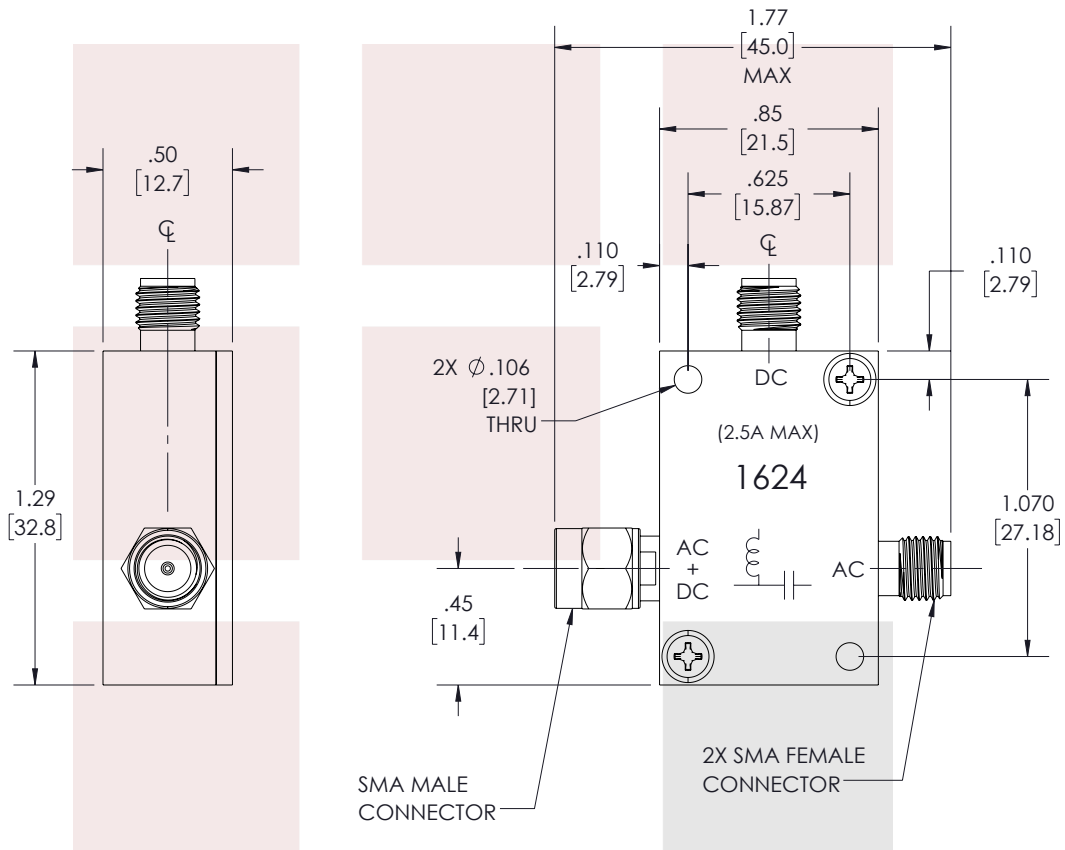 1.77
[45.0]
MAX
.85
[21.5]
.50
[12.7]
.625
[15.87]
℄
℄
.110
[2.79]
.110
[2.79]
2X ∅.106
[2.71]
THRU
DC
(2.5A MAX)
1624
1.29
[32.8]
1.070
[27.18]
AC
+
DC
AC
.45
[11.4]
SMA MALE
CONNECTOR
2X SMA FEMALE
CONNECTOR